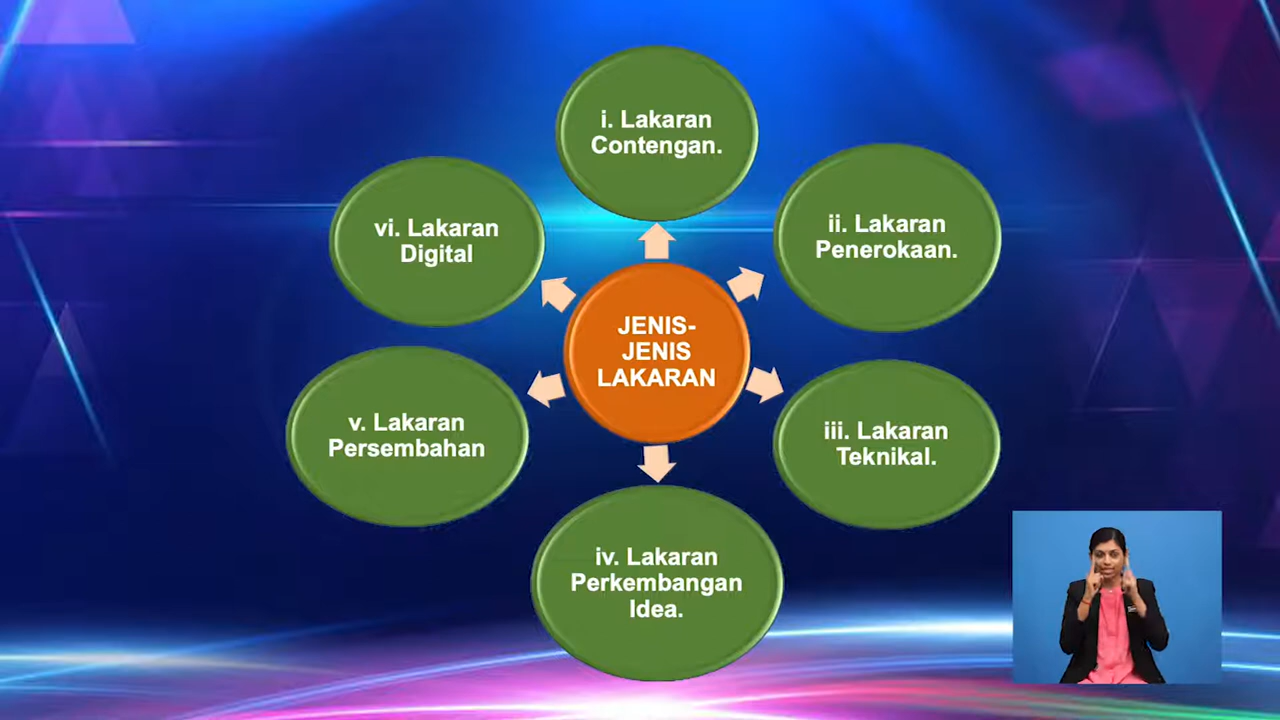 i. Lakaran
Contengan.
ii. Lakaran
Penerokaan.
iii. Lakaran
Teknikal.
iv. Lakaran
Perkembangan
Idea.
v. Lakaran
Persembahan
vi. Lakaran
Digital
JENIS-
JENIS
LAKARAN